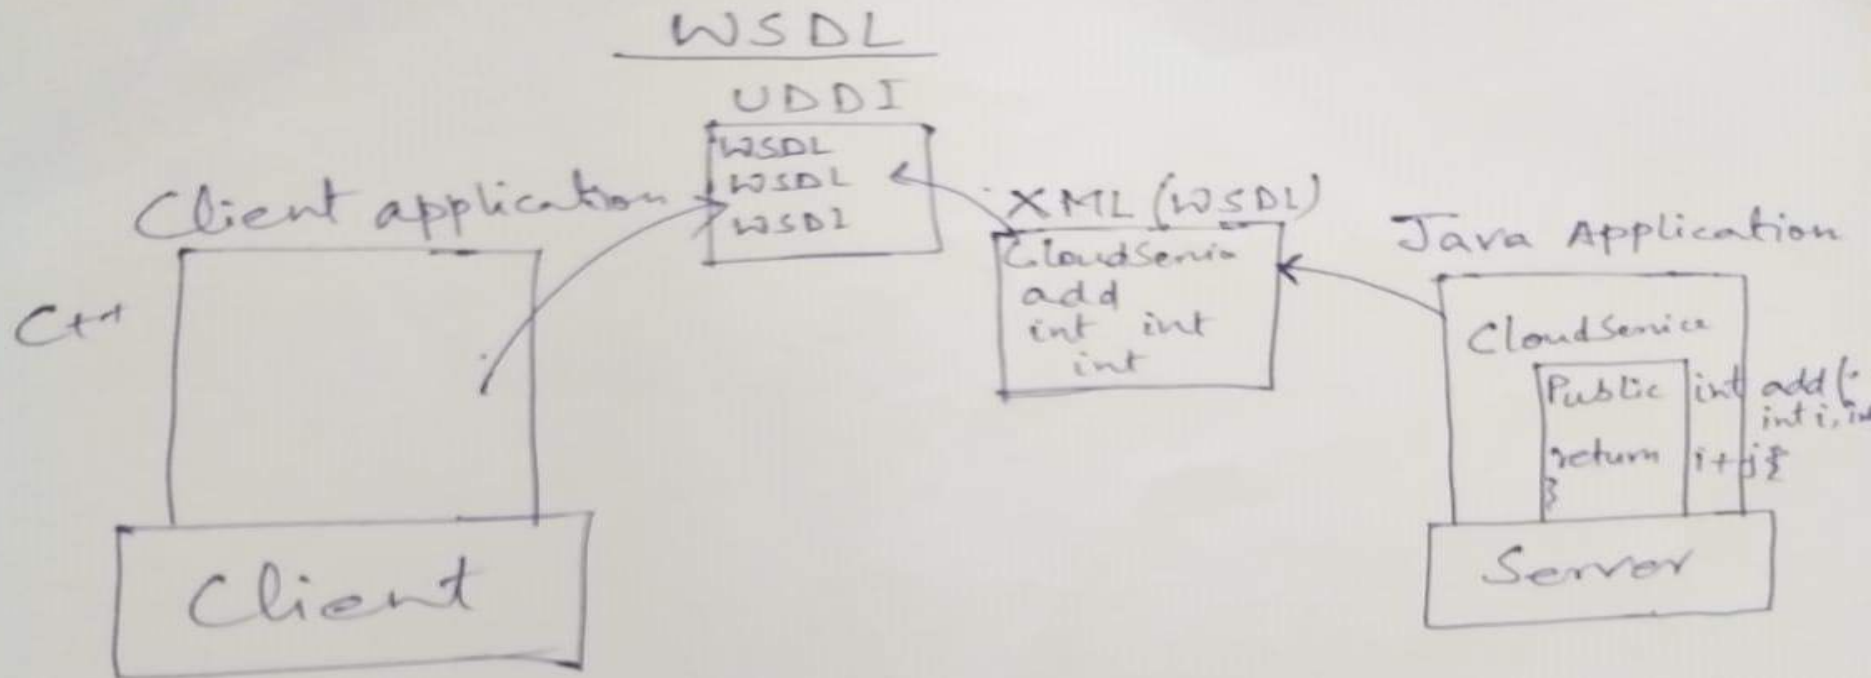 WSDL
UDDI
WSDL
WSDL
WSDL
Client application
C++
Client
XML (WSDL)
CloudServic
add
int int
int
Java Application
CloudService
Public int add(
int i, int
return i+j}
}
Server